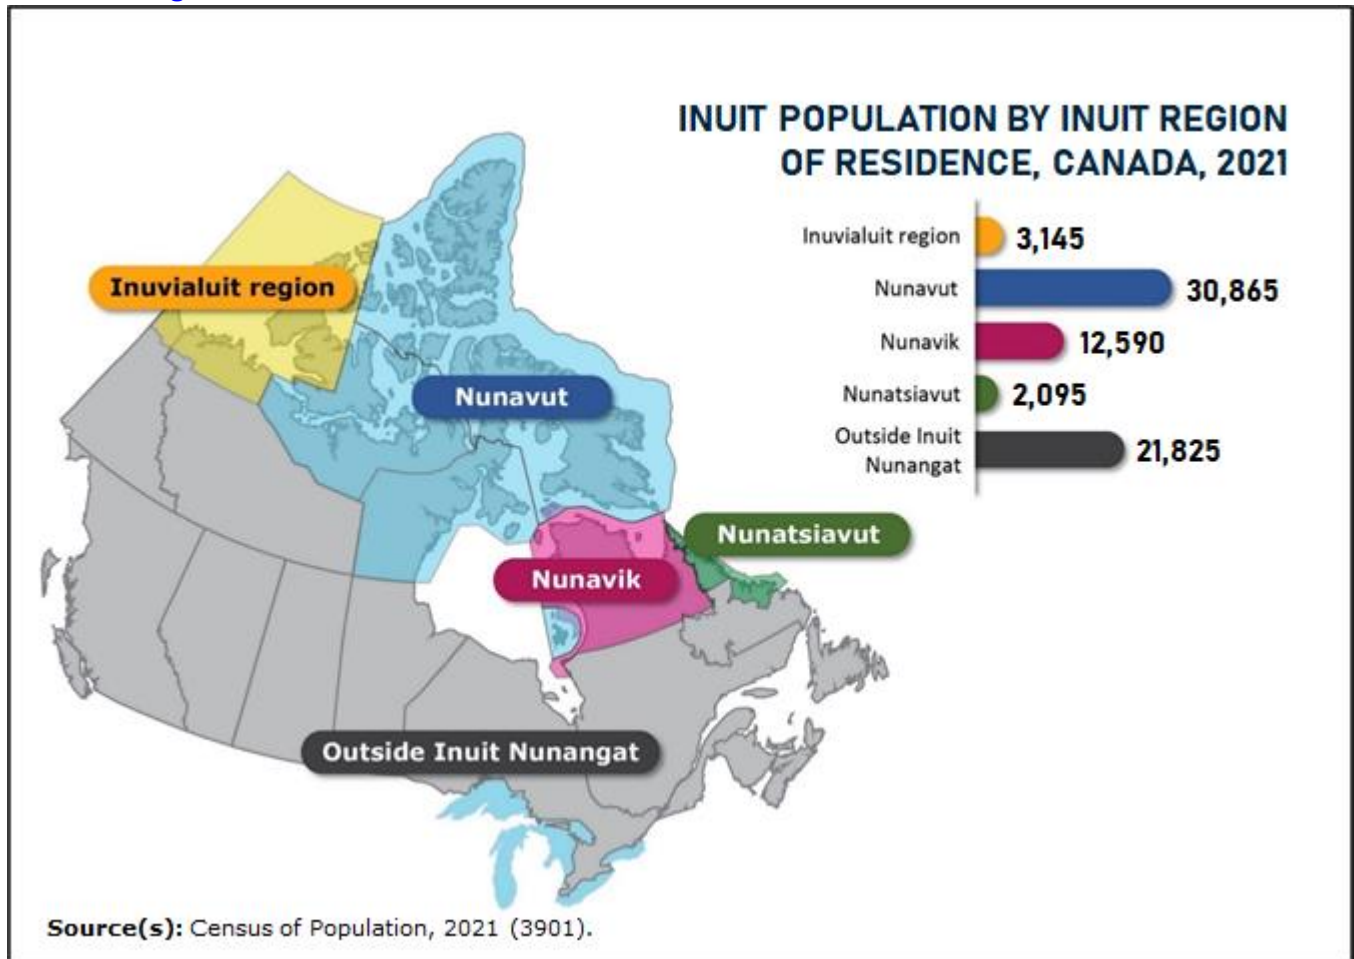 INUIT POPULATION BY INUIT REGION
OF RESIDENCE, CANADA, 2021
Inuvialuit region 3,145
Nunavut 30,865
Nunavik 12,590
Nunatsiavut 2,095
Outside Inuit
Nunangat 21,825
Inuvialuit region
Nunavut
Nunatsiavut
Nunavik
Outside Inuit Nunangat
Source(s): Census of Population, 2021 (3901).